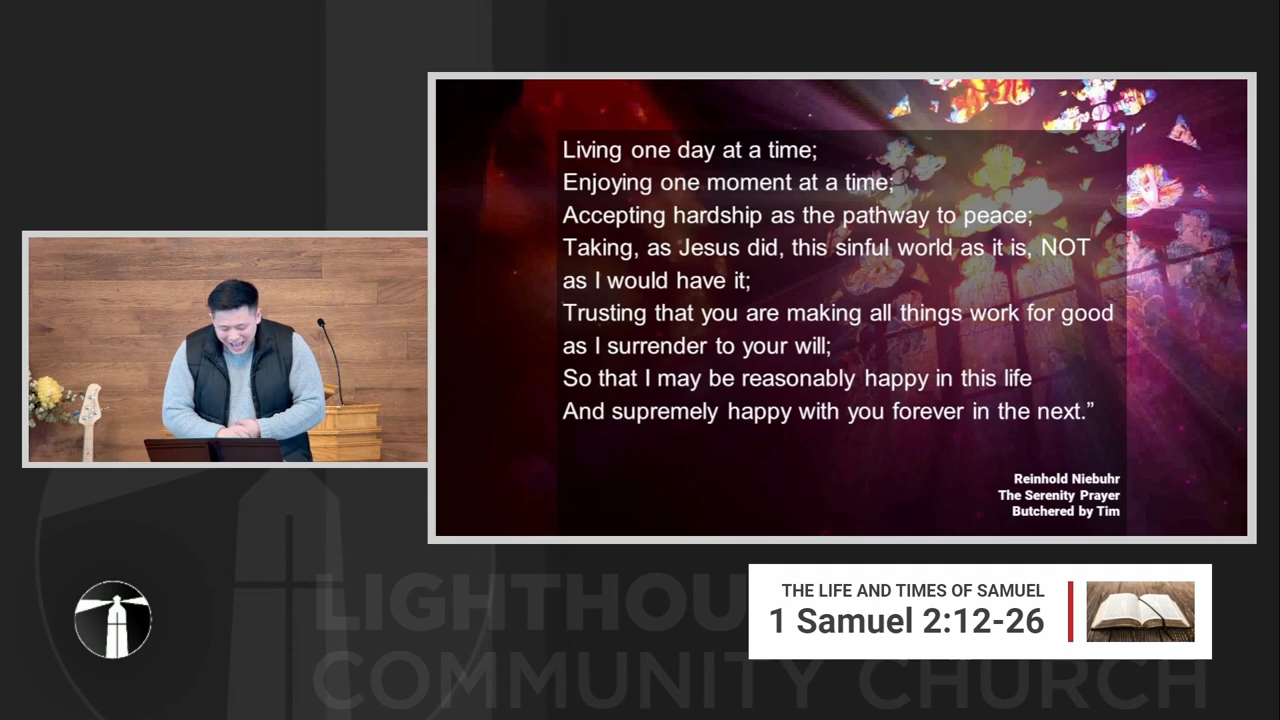 Living one day at a time;
Enjoying one moment at a time;
Accepting hardship as the pathway to peace;
Taking, as Jesus did, this sinful world as it is, NOT
as I would have it;
Trusting that you are making all things work for good
as I surrender to your will;
So that I may be reasonably happy in this life
And supremely happy with you forever in the next.”
Reinhold Niebuhr
The Serenity Prayer
Butchered by Tim
THE LIFE AND TIMES OF SAMUEL
1 Samuel 2:12-26
LIGHTHOU
COMMUNITY CHURCH